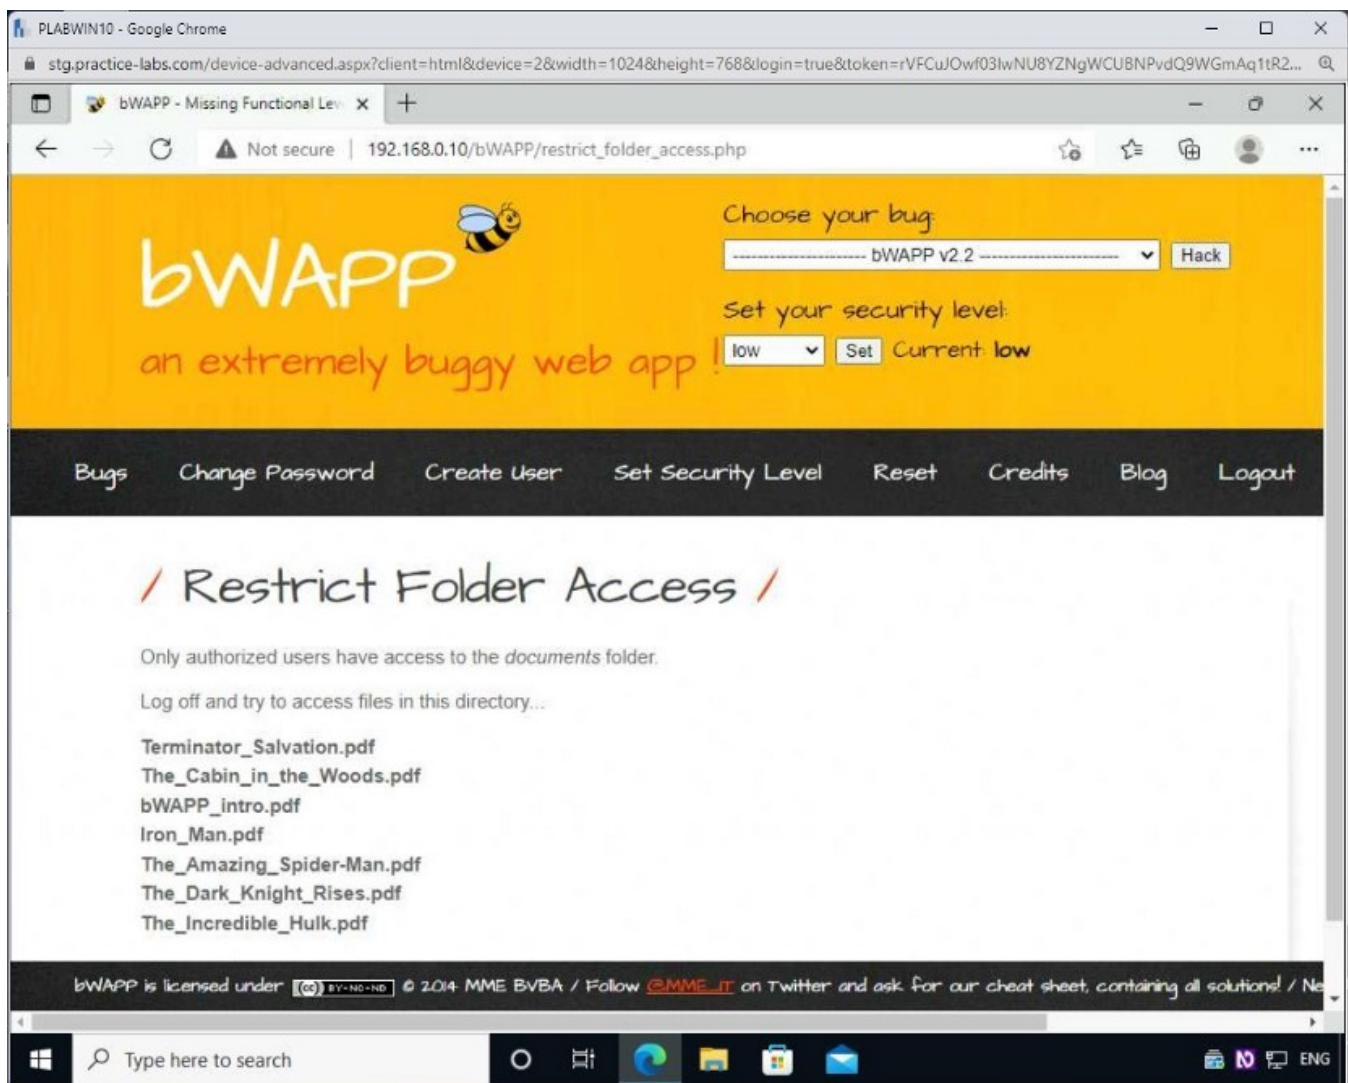 PLABWIN10 - Google Chrome
stg.practice-labs.com/device-advanced.aspx?client=html&device=2&width=1024&height=768&login=true&token=rVFCuJOwf03IwNU8YZNgWCUBNPvdQ9WGmAq1tR2...
bWAPP - Missing Functional Lev
Not secure | 192.168.0.10/bWAPP/restrict_folder_access.php
bWAPP
an extremely buggy web app !
Choose your bug:
----------------------- bWAPP v2.2 -----------------------
Hack
Set your security level:
low Set Current: low
Bugs Change Password Create User Set Security Level Reset Credits Blog Logout
/ Restrict Folder Access /
Only authorized users have access to the documents folder.
Log off and try to access files in this directory...
Terminator_Salvation.pdf
The_Cabin_in_the_Woods.pdf
bWAPP_intro.pdf
Iron_Man.pdf
The_Amazing_Spider-Man.pdf
The_Dark_Knight_Rises.pdf
The_Incredible_Hulk.pdf
bWAPP is licensed under (cc) BY-NC-ND © 2014 MME BVBA / Follow @MME_IT on Twitter and ask for our cheat sheet, containing all solutions! / Ne
Type here to search
ENG